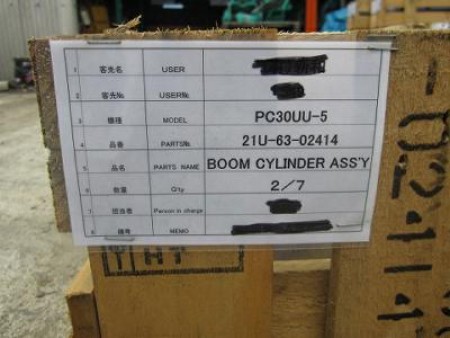 1 客先名 USER
2 客先№ USER№
3 機種 MODEL PC30UU-5
4 品番 PARTS№ 21U-63-02414
5 品名 PARTS NAME BOOM CYLINDER ASS'Y
6 数量 Q'ty 2/7
7 担当者 Person in charge
8 備考 MEMO
HT